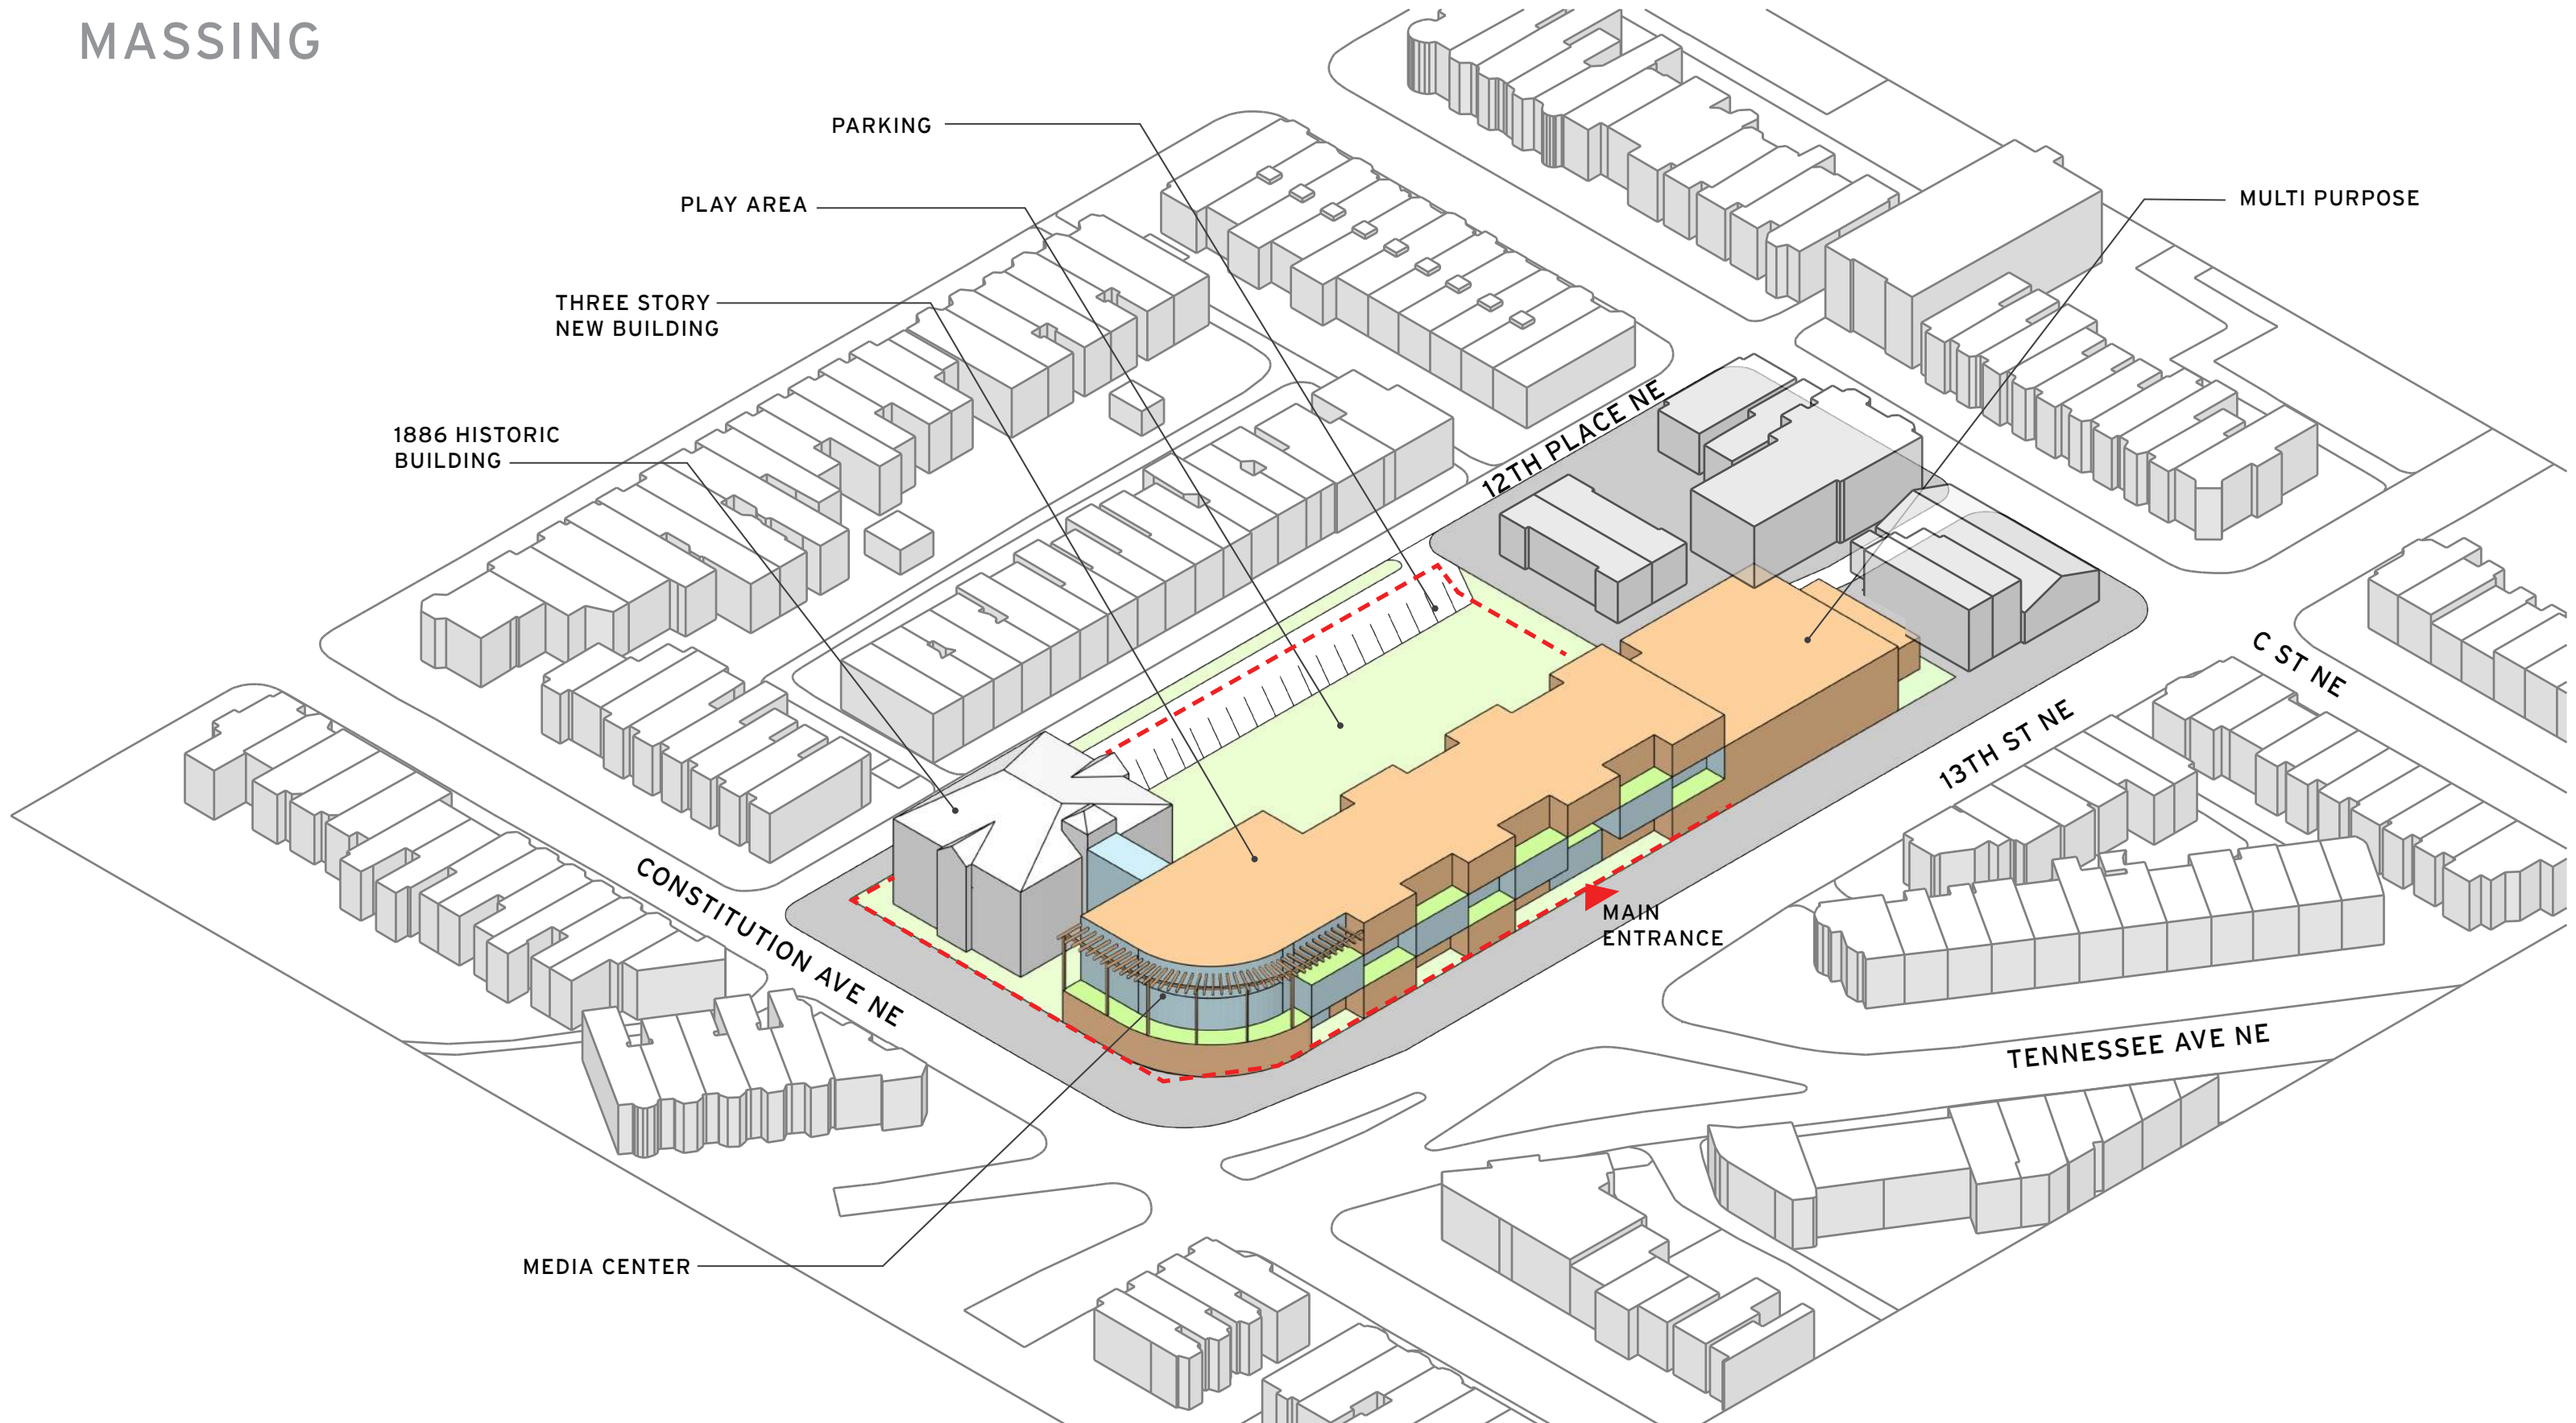 MASSING
PARKING
PLAY AREA
MULTI PURPOSE
THREE STORY
NEW BUILDING
1886 HISTORIC
BUILDING
12TH PLACE NE
C ST NE
13TH ST NE
CONSTITUTION AVE NE
MAIN
ENTRANCE
TENNESSEE AVE NE
MEDIA CENTER